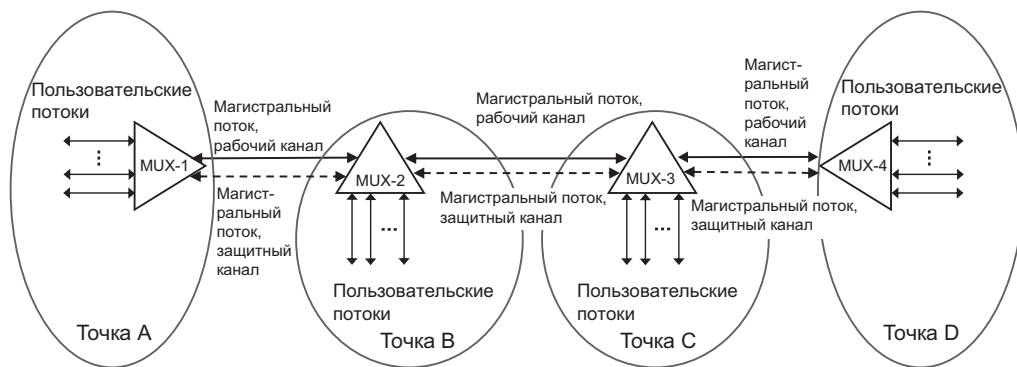 Пользовательские
потоки
...
MUX-1
Точка A
Магистральный
поток,
рабочий канал
Магист-
ральный
поток,
защитный
канал
MUX-2
...
Пользовательские
потоки
Точка B
Магистральный поток,
рабочий канал
Магистральный поток,
защитный канал
MUX-3
...
Пользовательские
потоки
Точка C
Магист-
ральный
поток,
рабочий
канал
Магистральный поток,
защитный канал
Пользовательские
потоки
MUX-4
...
Точка D